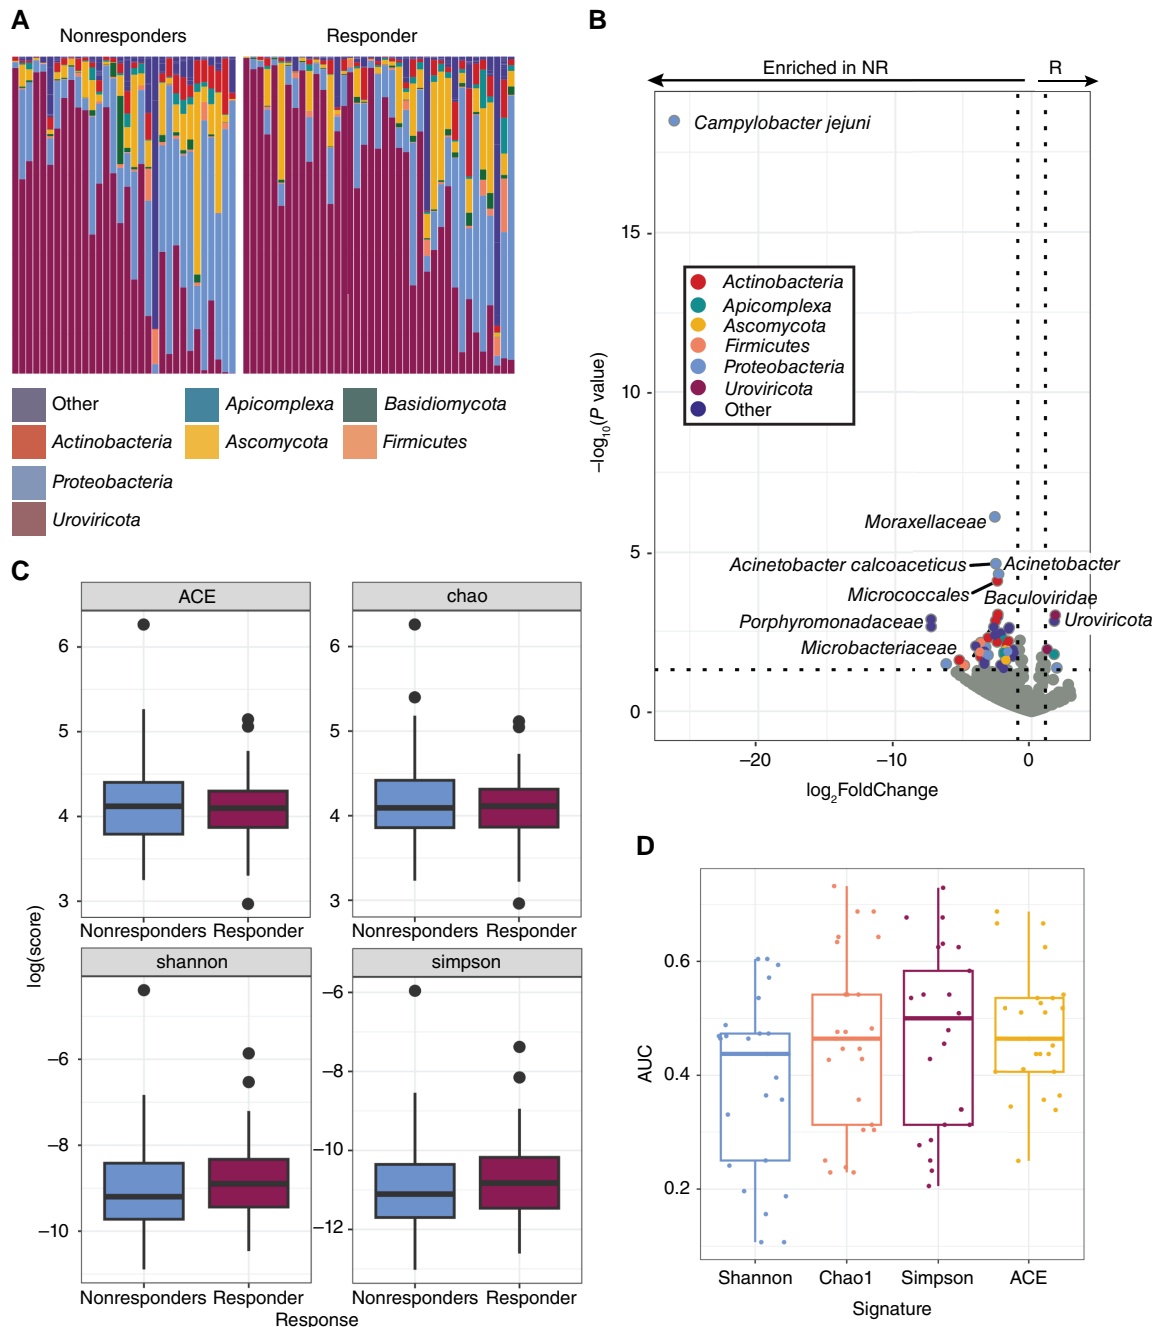 A
Nonresponders
Responder
Other
Apicomplexa
Basidiomycota
Actinobacteria
Ascomycota
Firmicutes
Proteobacteria
Uroviricota
B
Enriched in NR
R
Campylobacter jejuni
Actinobacteria
Apicomplexa
Ascomycota
Firmicutes
Proteobacteria
Uroviricota
Other
Moraxellaceae
Acinetobacter calcoaceticus
Acinetobacter
Micrococcales
Baculoviridae
Porphyromonadaceae
Uroviricota
Microbacteriaceae
15
10
5
0
–log10(P value)
−20
−10
0
log2FoldChange
C
ACE
chao
6
5
4
3
6
5
4
3
Nonresponders
Responder
Nonresponders
Responder
shannon
simpson
log(score)
−6
−8
−10
−6
−8
−10
−12
Nonresponders
Responder
Nonresponders
Responder
Response
D
0.6
0.4
0.2
AUC
Shannon
Chao1
Simpson
ACE
Signature